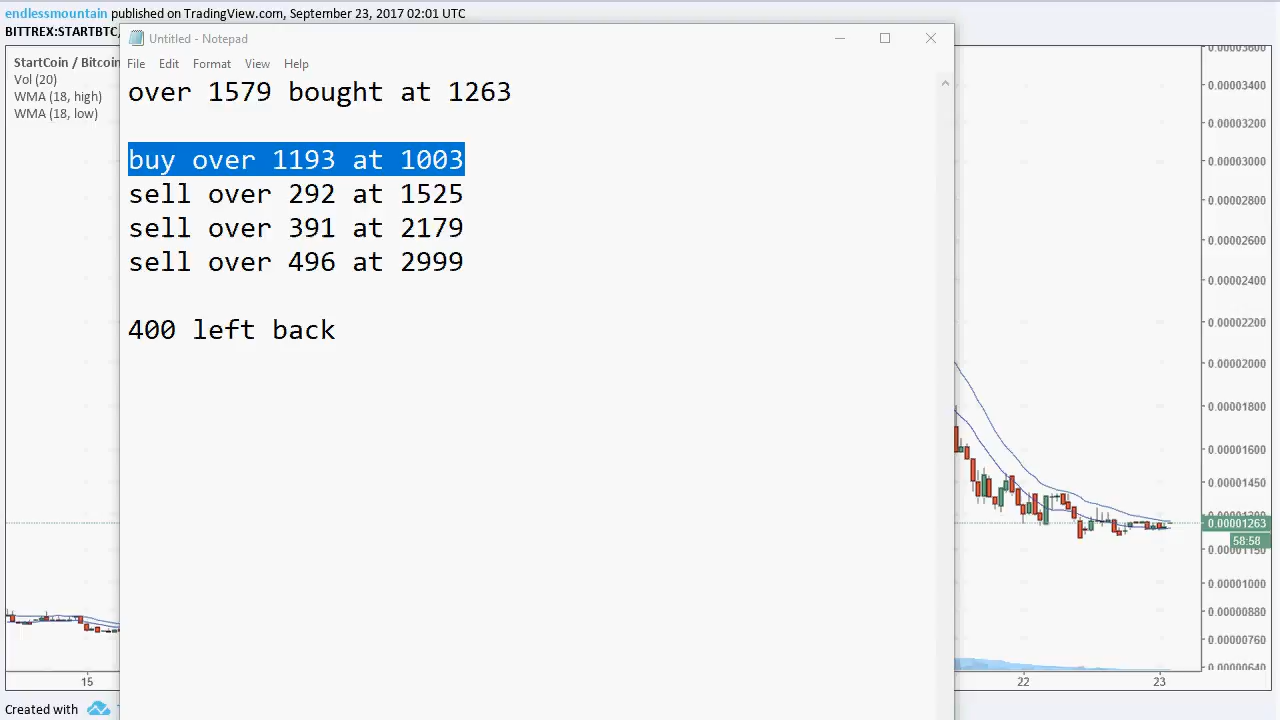 endlessmountain published on TradingView.com, September 23, 2017 02:01 UTC
BITTREX:STARTBTC,
Untitled - Notepad
File Edit Format View Help
over 1579 bought at 1263
buy over 1193 at 1003
sell over 292 at 1525
sell over 391 at 2179
sell over 496 at 2999
400 left back
StartCoin / Bitcoin
Vol (20)
WMA (18, high)
WMA (18, low)
0.00003600
0.00003400
0.00003200
0.00003000
0.00002800
0.00002600
0.00002400
0.00002200
0.00002000
0.00001800
0.00001600
0.00001450
0.00001300
0.00001263
58:58
0.00001150
0.00001000
0.00000880
0.00000760
0.00000640
15 22 23
Created with